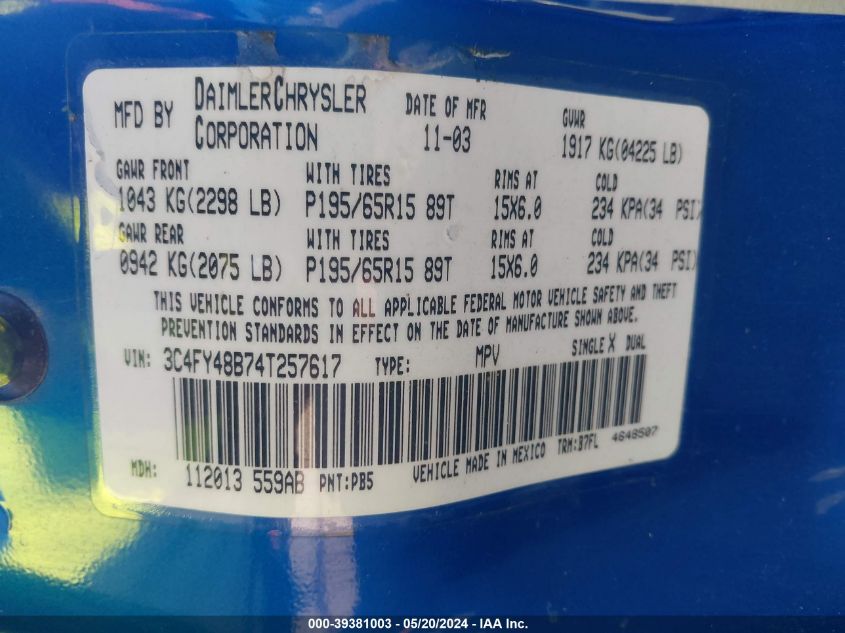 MFD BY DAIMLERCHRYSLER CORPORATION DATE OF MFR 11-03 GVWR 1917 KG(04225 LB)
GAWR FRONT WITH TIRES RIMS AT COLD
1043 KG(2298 LB) P195/65R15 89T 15X6.0 234 KPA(34 PSI)
GAWR REAR WITH TIRES RIMS AT COLD
0942 KG(2075 LB) P195/65R15 89T 15X6.0 234 KPA(34 PSI)
THIS VEHICLE CONFORMS TO ALL APPLICABLE FEDERAL MOTOR VEHICLE SAFETY AND THEFT
PREVENTION STANDARDS IN EFFECT ON THE DATE OF MANUFACTURE SHOWN ABOVE.
VIN: 3C4FY48B74T257617 TYPE: MPV SINGLE X DUAL
MDH: 112013 559AB PNT:PB5 VEHICLE MADE IN MEXICO TRM:B7FL 4648507
000-39381003 — 05/20/2024 — IAA Inc.